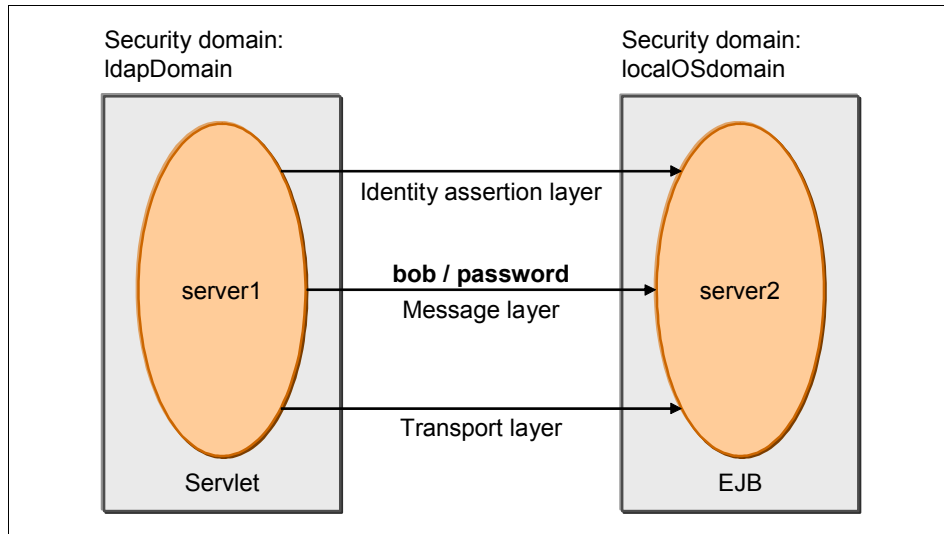 Security domain:
ldapDomain
Security domain:
localOSdomain
Identity assertion layer
server1
bob / password
Message layer
server2
Transport layer
Servlet
EJB